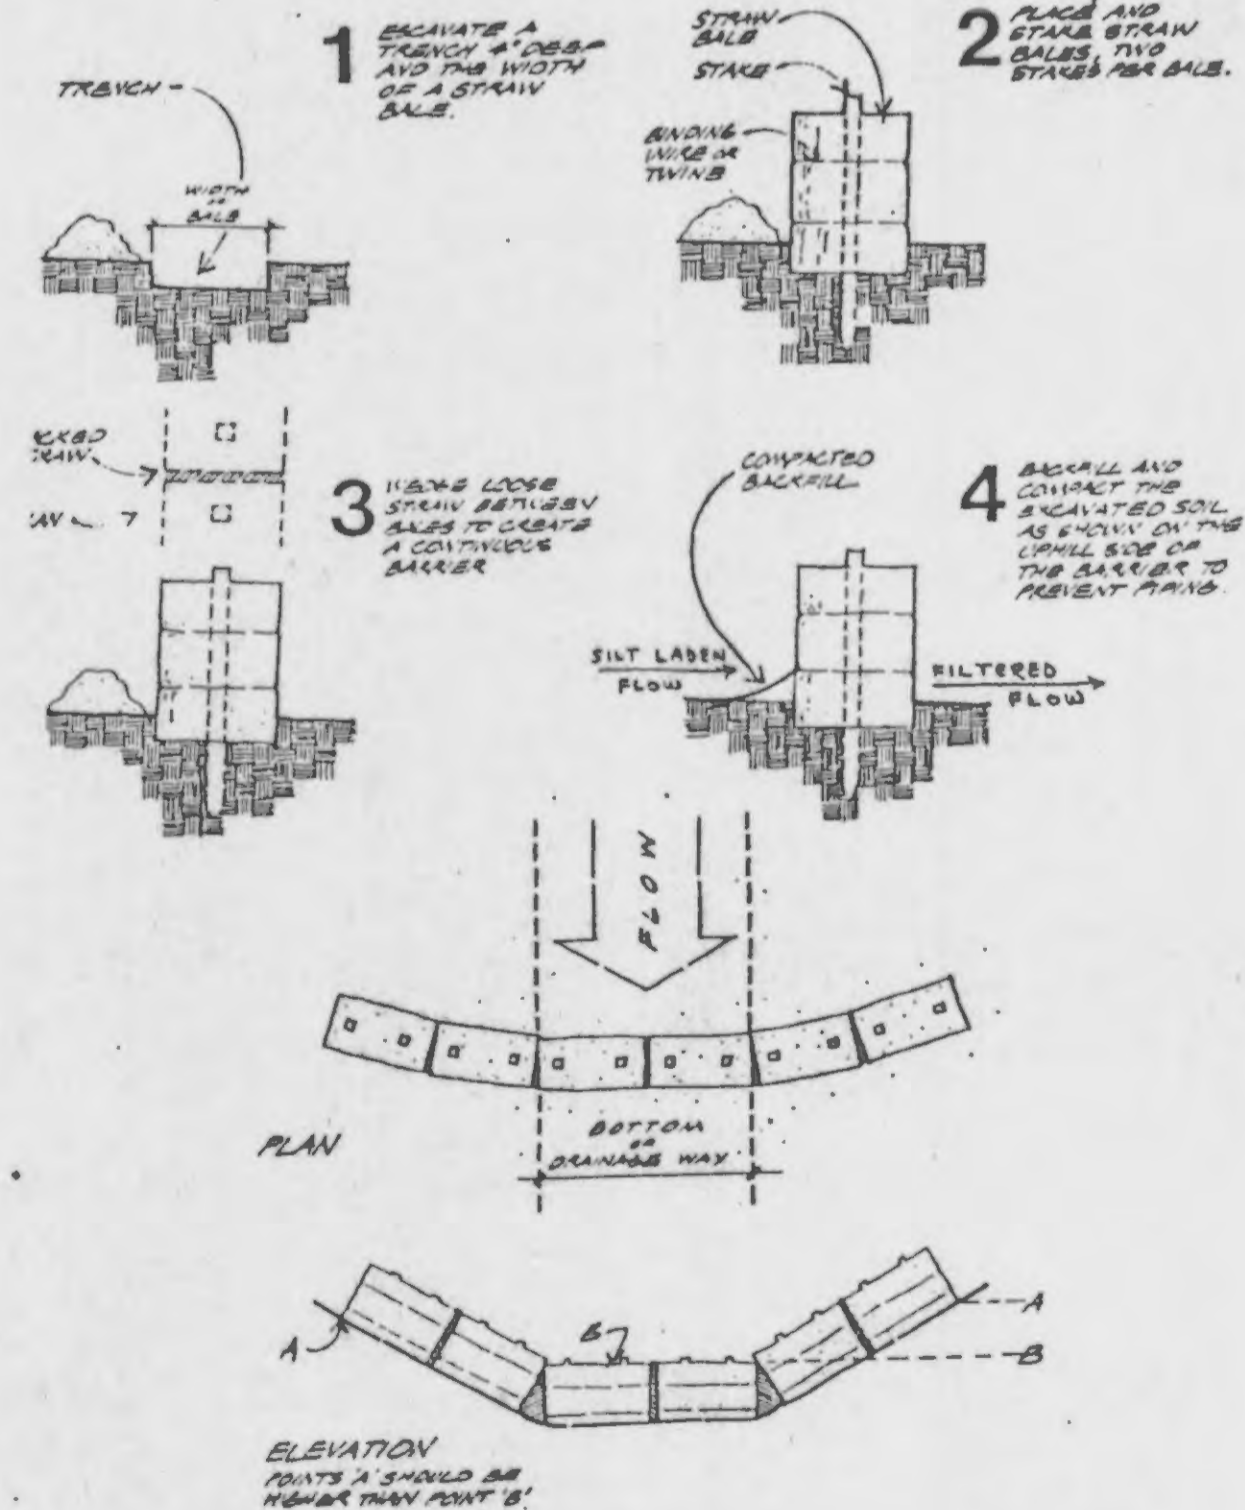 1
ESCAVATE A
TRENCH 4" DEEP
AND THE WIDTH
OF A STRAW
BALE.
TRENCH
WIDTH
OF
BALE
2
PLACE AND
STAKE STRAW
BALES, TWO
STAKES PER BALE.
STRAW
BALE
STAKE
BINDING
WIRE OR
TWINE
3
WEDGE LOOSE
STRAW BETWEEN
BALES TO CREATE
A CONTINUOUS
BARRIER
CKED
RAW
4
BACKFILL AND
COMPACT THE
EXCAVATED SOIL
AS SHOWN ON THE
UPHILL SIDE OF
THE BARRIER TO
PREVENT PIPING.
COMPACTED
BACKFILL
SILT LADEN
FLOW
FILTERED
FLOW
FLOW
PLAN
BOTTOM
OF
DRAINAGE WAY
A
B
A
B
ELEVATION
POINTS 'A' SHOULD BE
HIGHER THAN POINT 'B'